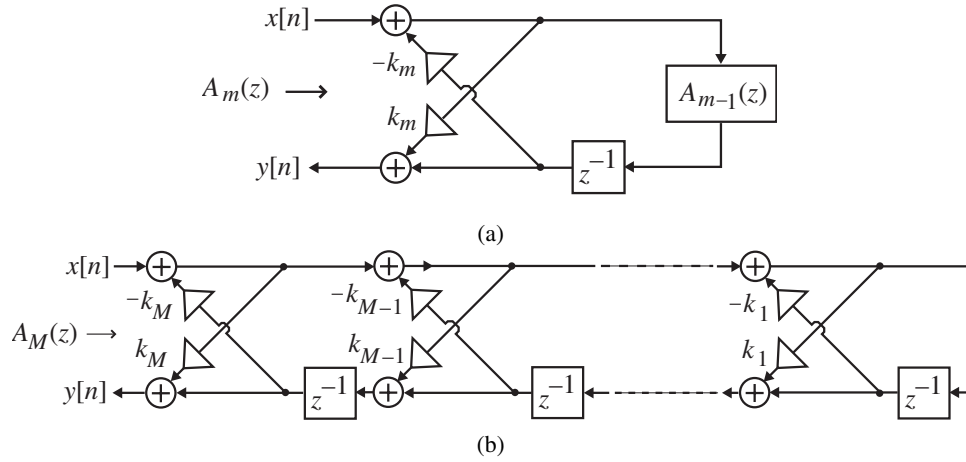 x[n]
–k_m
A_m(z)
A_{m–1}(z)
k_m
y[n]
z^{–1}
(a)
x[n]
–k_M
–k_{M–1}
–k_1
A_M(z)
k_M
k_{M–1}
k_1
y[n]
z^{–1}
z^{–1}
z^{–1}
(b)